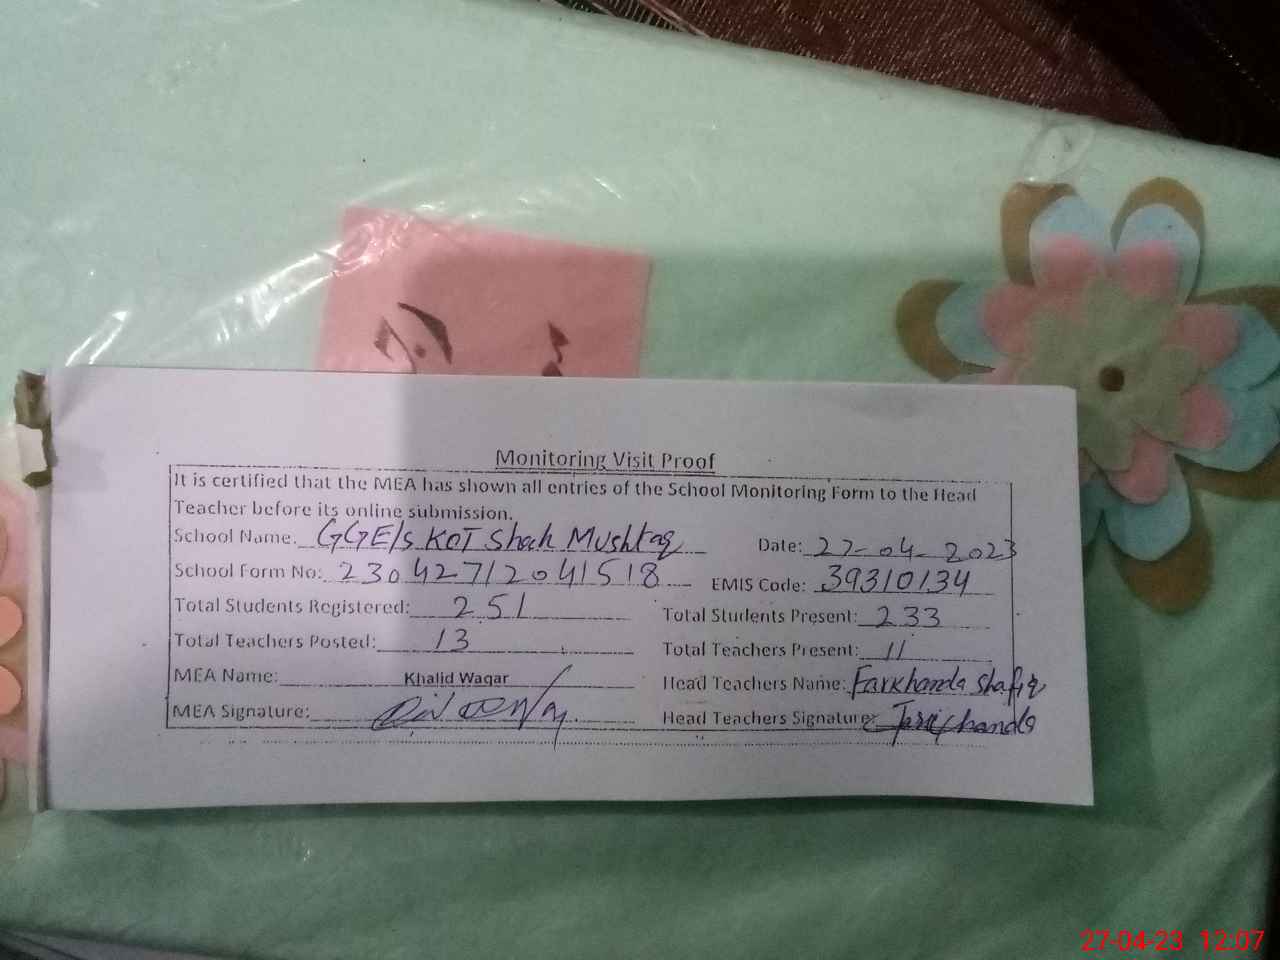 Monitoring Visit Proof
It is certified that the MEA has shown all entries of the School Monitoring Form to the Head
Teacher before its online submission.
School Name: GGE/s KOT Shah Mushtaq Date: 27-04-2023
School Form No: 23042712041518 EMIS Code: 39310134
Total Students Registered: 251 Total Students Present: 233
Total Teachers Posted: 13 Total Teachers Present: 11
MEA Name: Khalid Waqar Head Teachers Name: Farkhanda Shafiq
MEA Signature: Head Teachers Signature: Farkhanda
27-04-23 12:07